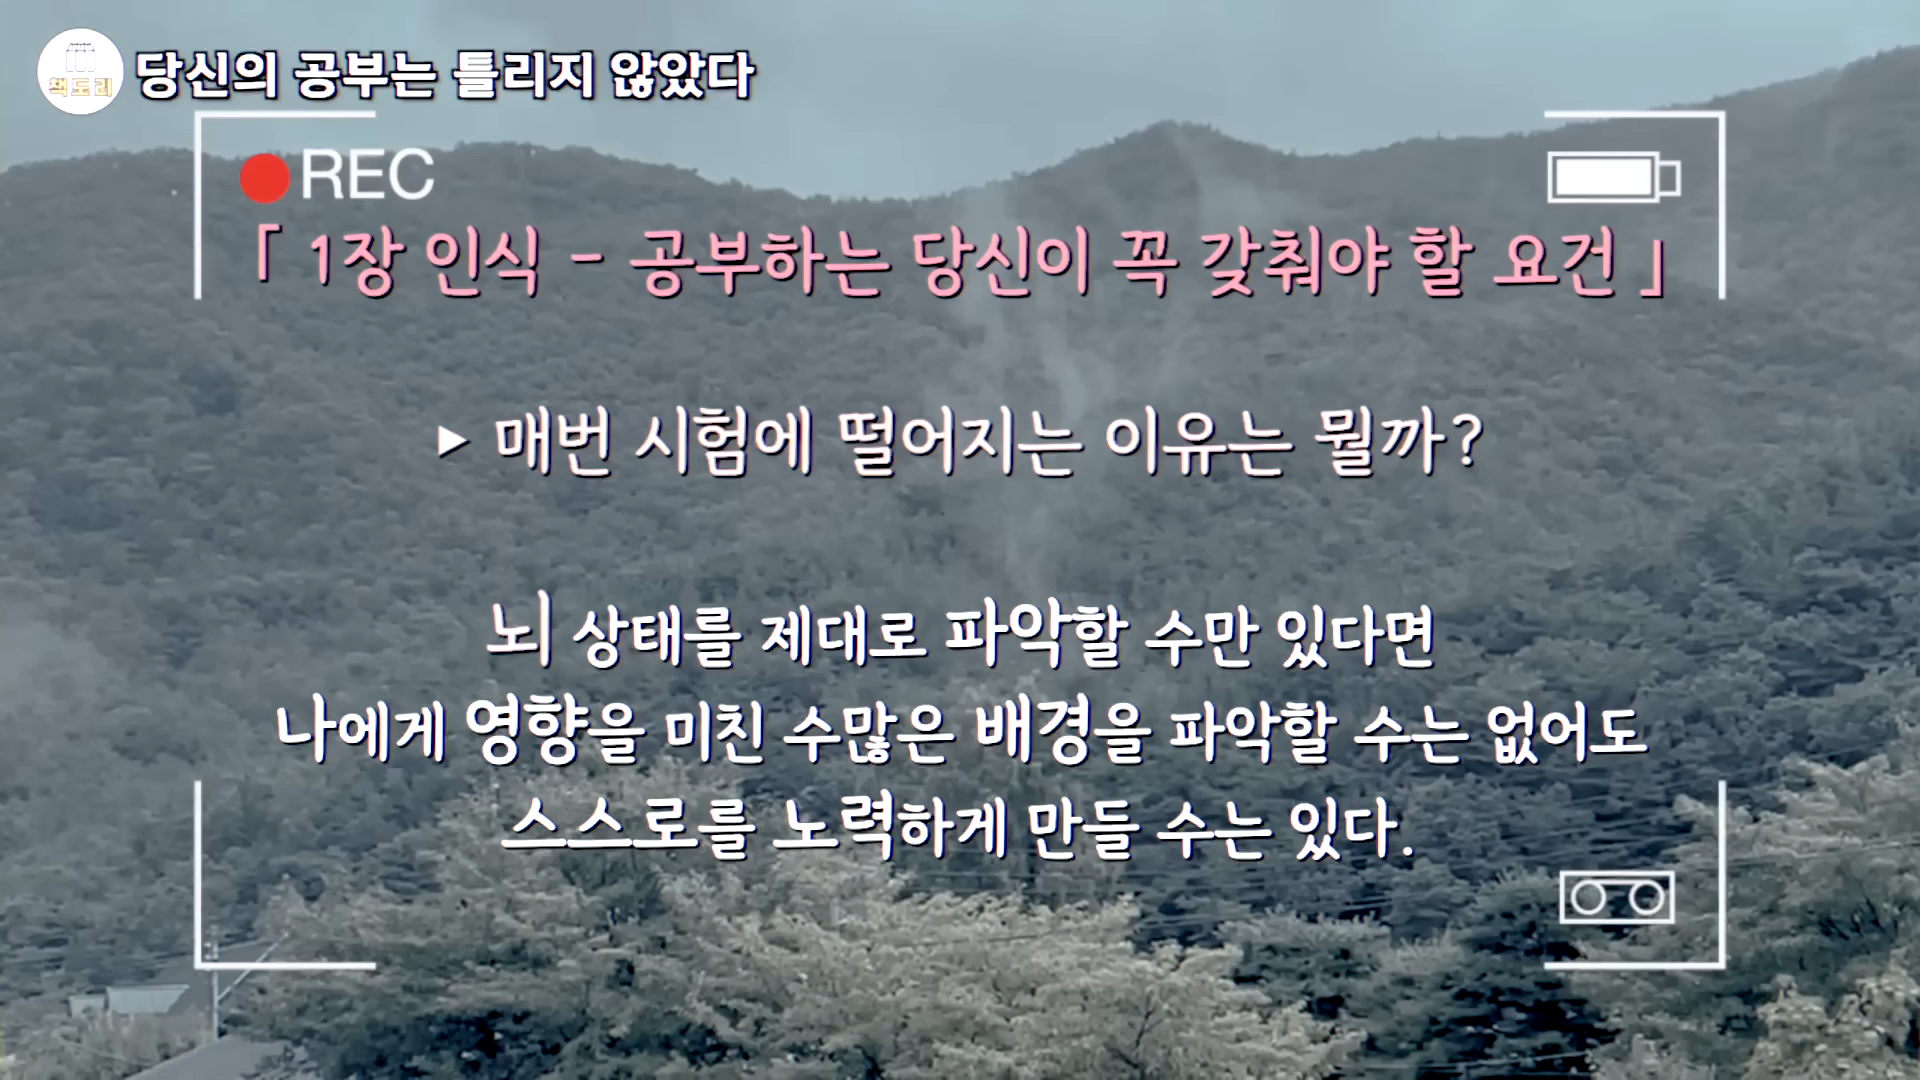 책도리
당신의 공부는 틀리지 않았다
REC
「 1장 인식 - 공부하는 당신이 꼭 갖춰야 할 요건 」
▶ 매번 시험에 떨어지는 이유는 뭘까?
뇌 상태를 제대로 파악할 수만 있다면
나에게 영향을 미친 수많은 배경을 파악할 수는 없어도
스스로를 노력하게 만들 수는 있다.